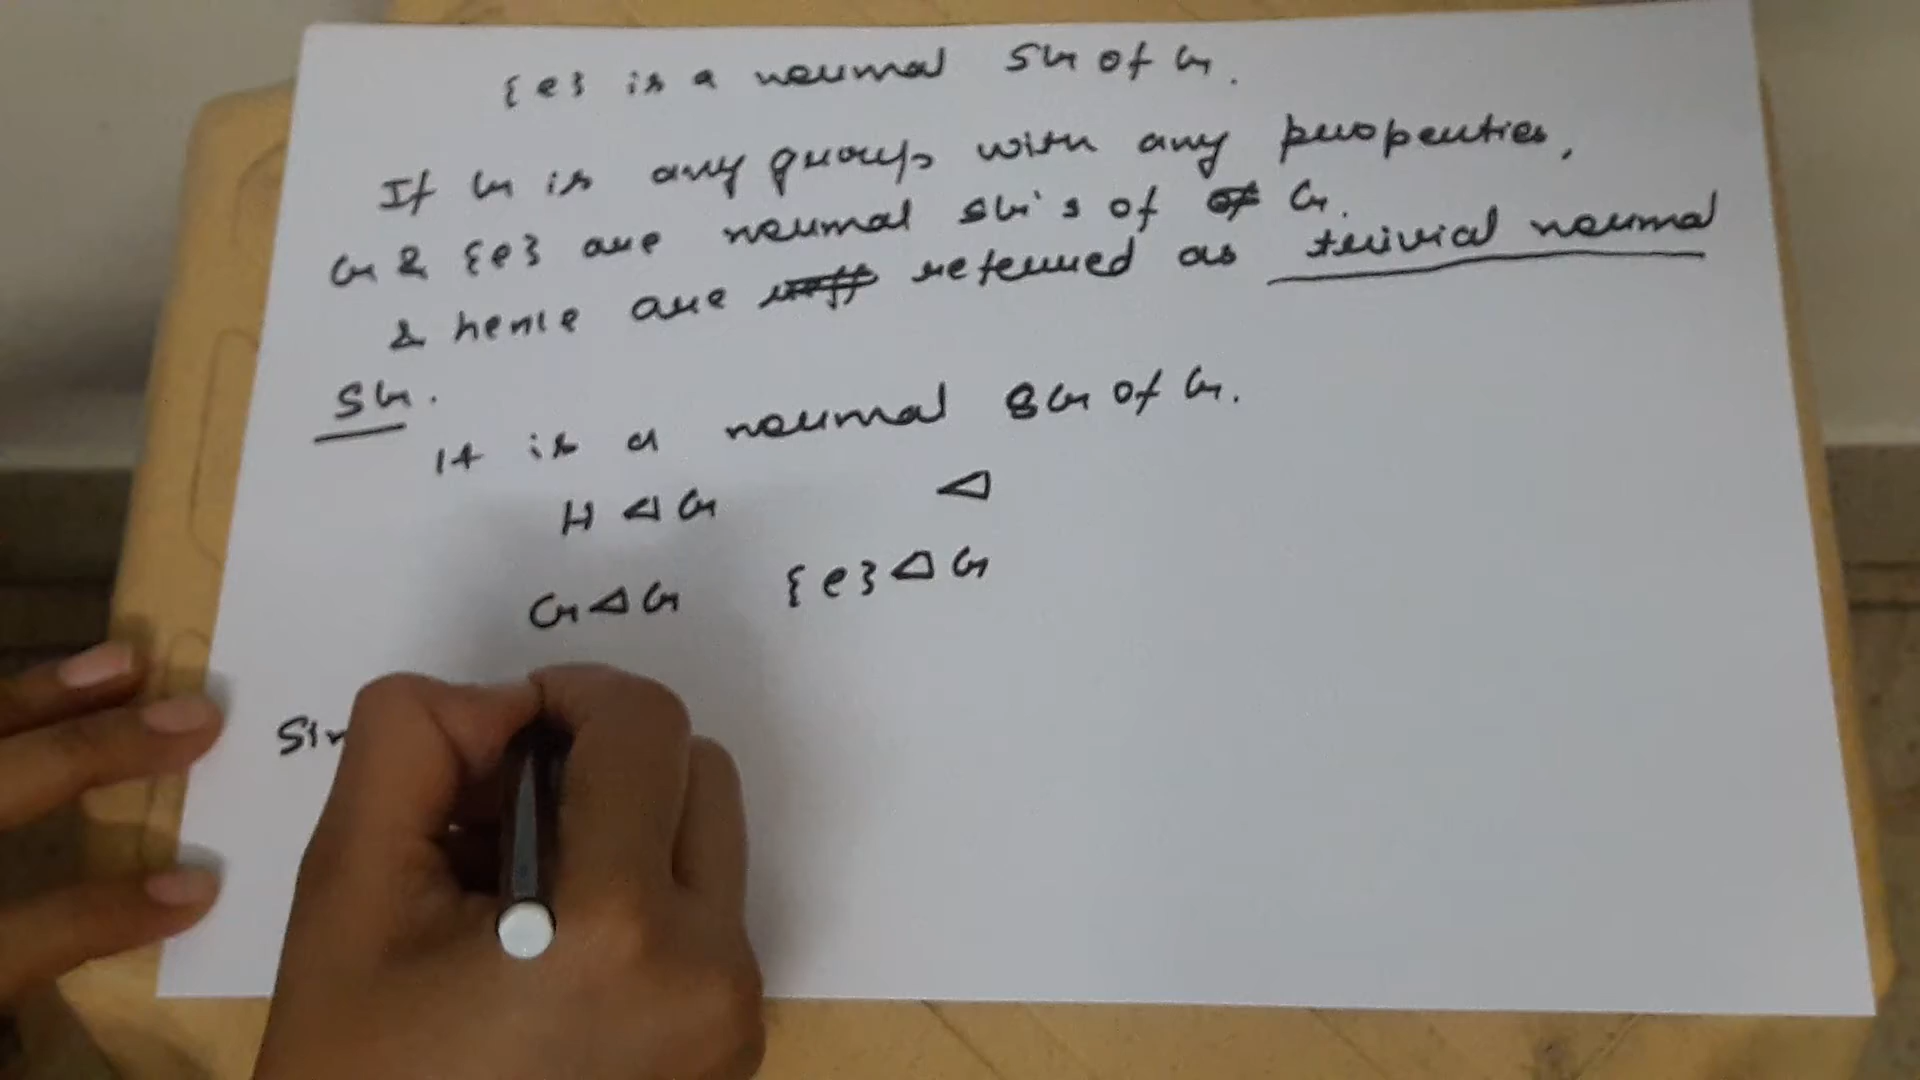 {e} is a normal SG of G.
If G is any group with any properties,
G & {e} are normal SG's of G.
& hence are referred as trivial normal
SG.
It is a normal SG of G.
H ⊲ G ⊲
G ⊲ G {e} ⊲ G